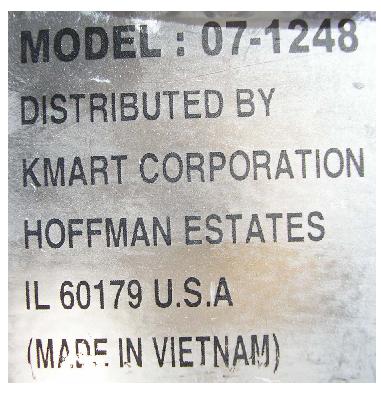 MODEL : 07-1248
DISTRIBUTED BY
KMART CORPORATION
HOFFMAN ESTATES
IL 60179 U.S.A
(MADE IN VIETNAM)